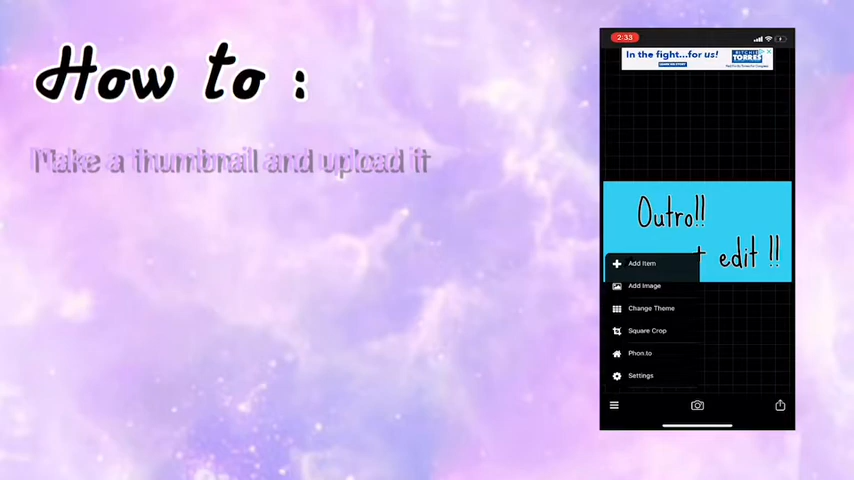 How to :
Make a thumbnail and upload it
2:33
In the fight...for us!
RITCHIE
TORRES
Outro!!
+ edit !!
Add Item
Add Image
Change Theme
Square Crop
Phon.to
Settings